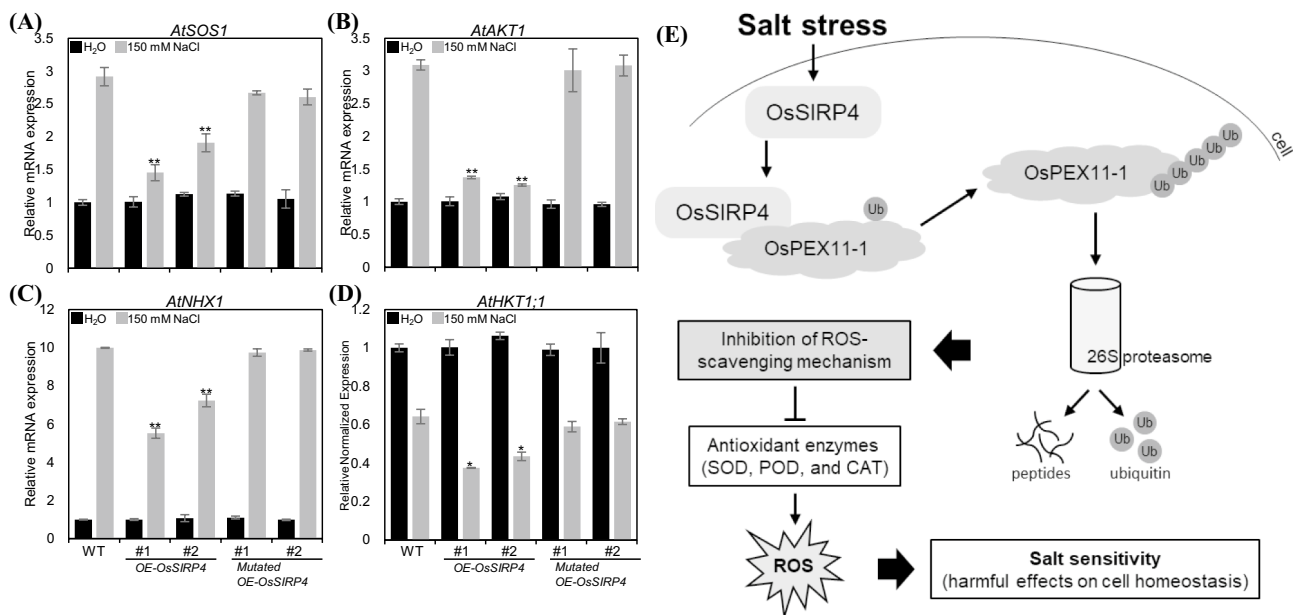 (A)
AtSOS1
H₂O 150 mM NaCl
Relative mRNA expression
3.5
3
2.5
2
1.5
1
0.5
0
**
**
(B)
AtAKT1
H₂O 150 mM NaCl
Relative mRNA expression
3.5
3
2.5
2
1.5
1
0.5
0
**
**
(C)
AtNHX1
H₂O 150 mM NaCl
Relative mRNA expression
12
10
8
6
4
2
0
**
**
WT #1 #2 #1 #2
OE-OsSIRP4
Mutated
OE-OsSIRP4
(D)
AtHKT1;1
H₂O 150 mM NaCl
Relative Normalized Expression
1.2
1
0.8
0.6
0.4
0.2
0
*
*
WT #1 #2 #1 #2
OE-OsSIRP4
Mutated
OE-OsSIRP4
(E)
Salt stress
cell
OsSIRP4
OsSIRP4
Ub
OsPEX11-1
OsPEX11-1
Ub
Ub
Ub
Ub
Ub
26S proteasome
peptides
Ub
Ub
Ub
ubiquitin
Inhibition of ROS-
scavenging mechanism
Antioxidant enzymes
(SOD, POD, and CAT)
ROS
Salt sensitivity
(harmful effects on cell homeostasis)